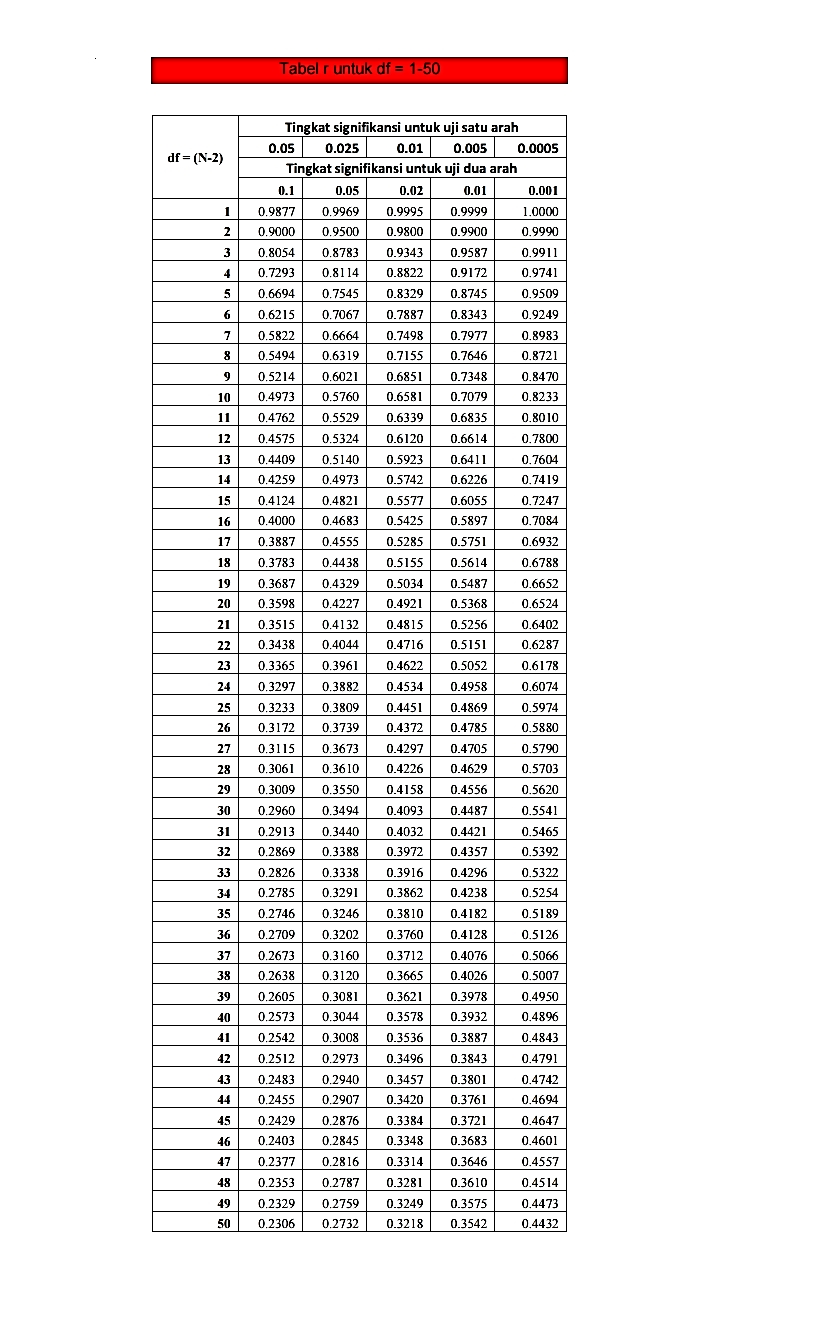 Tabel r untuk df = 1-50
df = (N-2)
Tingkat signifikansi untuk uji satu arah
0.05 0.025 0.01 0.005 0.0005
Tingkat signifikansi untuk uji dua arah
0.1 0.05 0.02 0.01 0.001
1 0.9877 0.9969 0.9995 0.9999 1.0000
2 0.9000 0.9500 0.9800 0.9900 0.9990
3 0.8054 0.8783 0.9343 0.9587 0.9911
4 0.7293 0.8114 0.8822 0.9172 0.9741
5 0.6694 0.7545 0.8329 0.8745 0.9509
6 0.6215 0.7067 0.7887 0.8343 0.9249
7 0.5822 0.6664 0.7498 0.7977 0.8983
8 0.5494 0.6319 0.7155 0.7646 0.8721
9 0.5214 0.6021 0.6851 0.7348 0.8470
10 0.4973 0.5760 0.6581 0.7079 0.8233
11 0.4762 0.5529 0.6339 0.6835 0.8010
12 0.4575 0.5324 0.6120 0.6614 0.7800
13 0.4409 0.5140 0.5923 0.6411 0.7604
14 0.4259 0.4973 0.5742 0.6226 0.7419
15 0.4124 0.4821 0.5577 0.6055 0.7247
16 0.4000 0.4683 0.5425 0.5897 0.7084
17 0.3887 0.4555 0.5285 0.5751 0.6932
18 0.3783 0.4438 0.5155 0.5614 0.6788
19 0.3687 0.4329 0.5034 0.5487 0.6652
20 0.3598 0.4227 0.4921 0.5368 0.6524
21 0.3515 0.4132 0.4815 0.5256 0.6402
22 0.3438 0.4044 0.4716 0.5151 0.6287
23 0.3365 0.3961 0.4622 0.5052 0.6178
24 0.3297 0.3882 0.4534 0.4958 0.6074
25 0.3233 0.3809 0.4451 0.4869 0.5974
26 0.3172 0.3739 0.4372 0.4785 0.5880
27 0.3115 0.3673 0.4297 0.4705 0.5790
28 0.3061 0.3610 0.4226 0.4629 0.5703
29 0.3009 0.3550 0.4158 0.4556 0.5620
30 0.2960 0.3494 0.4093 0.4487 0.5541
31 0.2913 0.3440 0.4032 0.4421 0.5465
32 0.2869 0.3388 0.3972 0.4357 0.5392
33 0.2826 0.3338 0.3916 0.4296 0.5322
34 0.2785 0.3291 0.3862 0.4238 0.5254
35 0.2746 0.3246 0.3810 0.4182 0.5189
36 0.2709 0.3202 0.3760 0.4128 0.5126
37 0.2673 0.3160 0.3712 0.4076 0.5066
38 0.2638 0.3120 0.3665 0.4026 0.5007
39 0.2605 0.3081 0.3621 0.3978 0.4950
40 0.2573 0.3044 0.3578 0.3932 0.4896
41 0.2542 0.3008 0.3536 0.3887 0.4843
42 0.2512 0.2973 0.3496 0.3843 0.4791
43 0.2483 0.2940 0.3457 0.3801 0.4742
44 0.2455 0.2907 0.3420 0.3761 0.4694
45 0.2429 0.2876 0.3384 0.3721 0.4647
46 0.2403 0.2845 0.3348 0.3683 0.4601
47 0.2377 0.2816 0.3314 0.3646 0.4557
48 0.2353 0.2787 0.3281 0.3610 0.4514
49 0.2329 0.2759 0.3249 0.3575 0.4473
50 0.2306 0.2732 0.3218 0.3542 0.4432